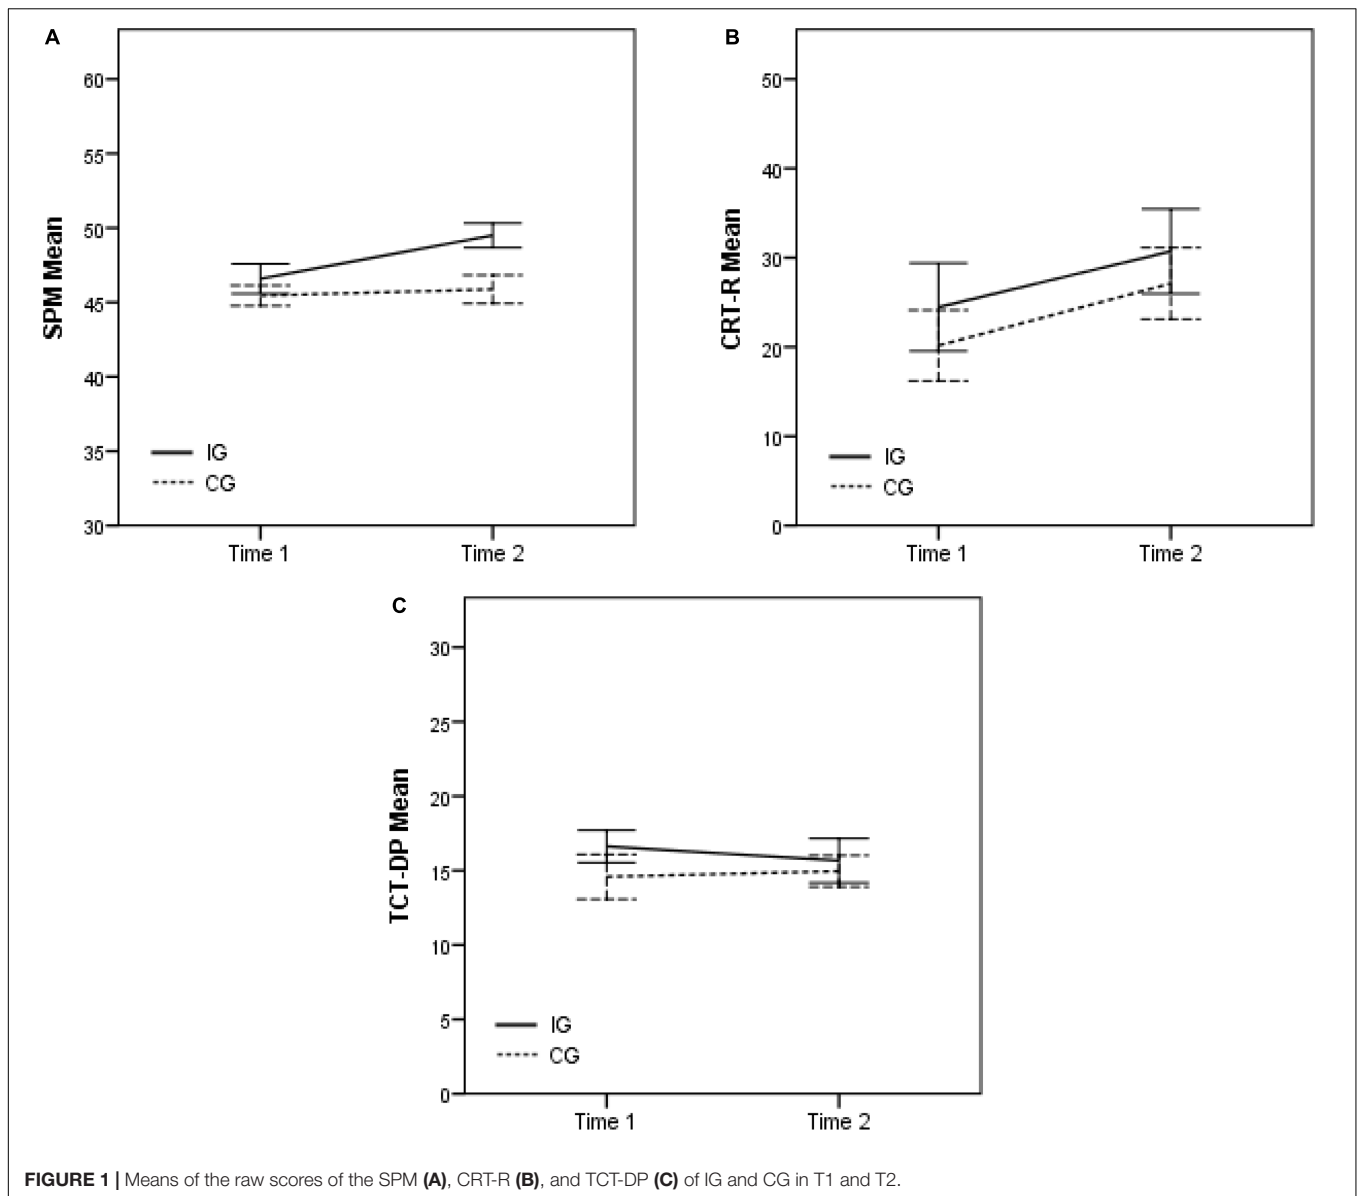 A
SPM Mean
60
55
50
45
40
35
30
IG
CG
Time 1 Time 2
B
CRT-R Mean
50
40
30
20
10
0
IG
CG
Time 1 Time 2
C
TCT-DP Mean
30
25
20
15
10
5
0
IG
CG
Time 1 Time 2
FIGURE 1 | Means of the raw scores of the SPM (A), CRT-R (B), and TCT-DP (C) of IG and CG in T1 and T2.